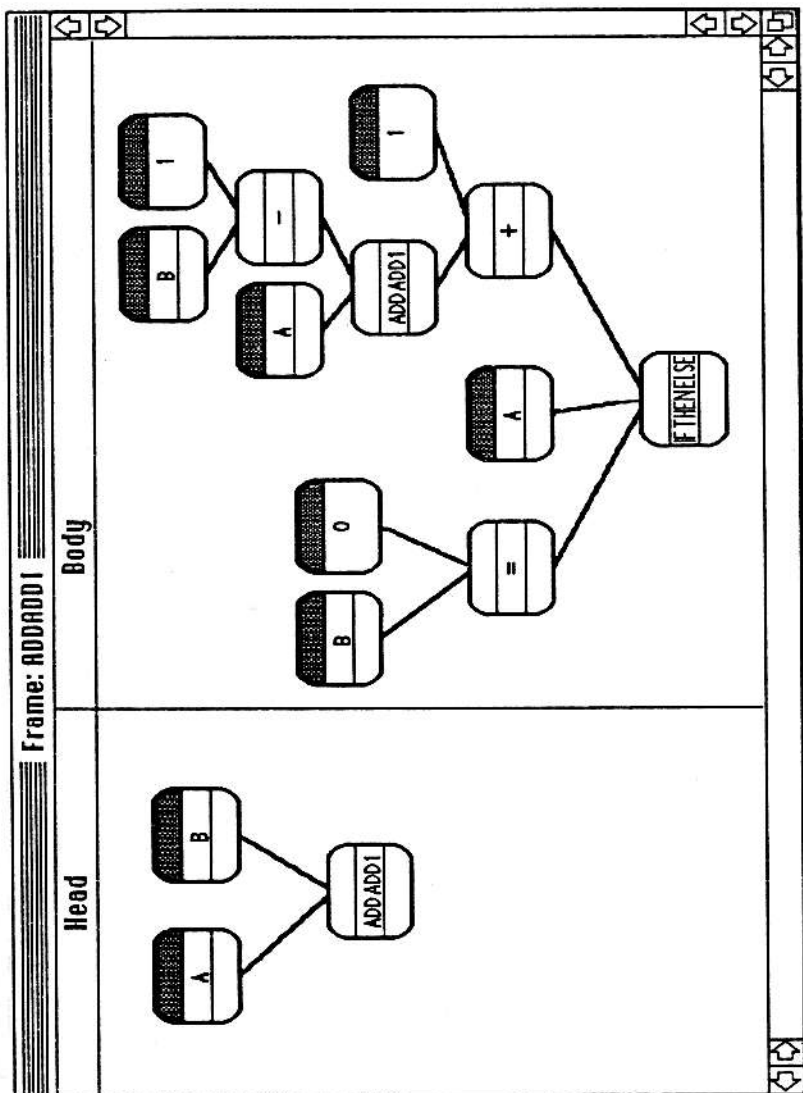 Frame: ADDADD1
Head
Body
A
B
ADDADD1
B
1
A
-
B
0
ADDADD1
1
=
A
+
IFTHENELSE